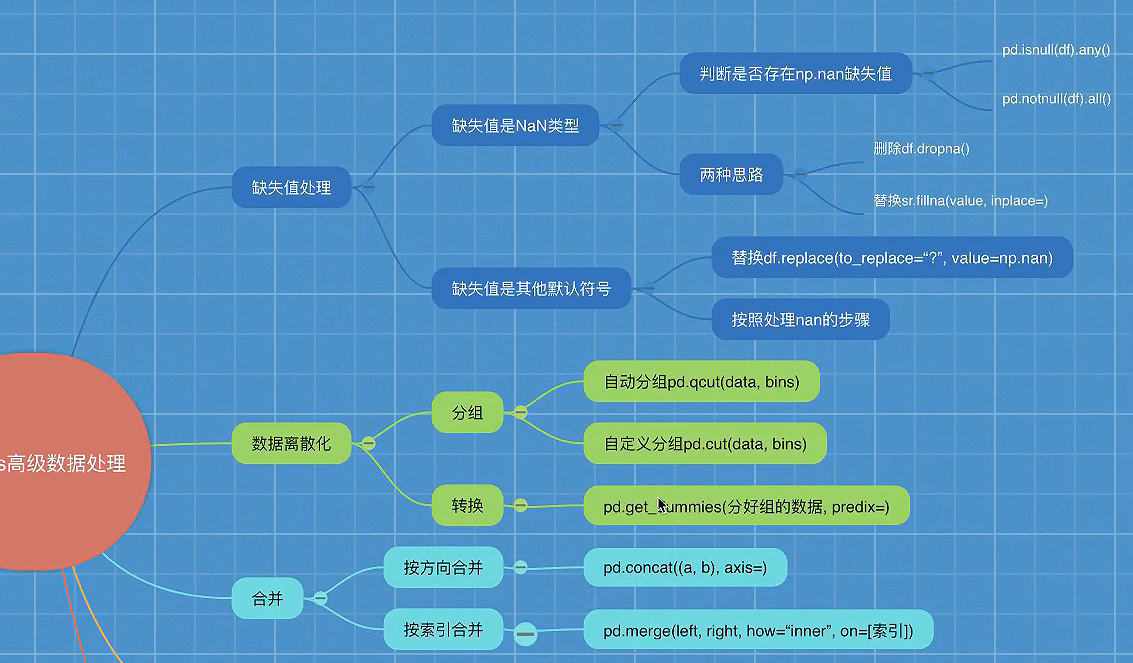 pd.isnull(df).any()
判断是否存在np.nan缺失值
pd.notnull(df).all()
缺失值是NaN类型
删除df.dropna()
两种思路
缺失值处理
替换sr.fillna(value, inplace=)
替换df.replace(to_replace=“?”, value=np.nan)
缺失值是其他默认符号
按照处理nan的步骤
自动分组pd.qcut(data, bins)
分组
数据离散化
自定义分组pd.cut(data, bins)
s高级数据处理
转换
pd.get_dummies(分好组的数据, predix=)
按方向合并
pd.concat((a, b), axis=)
合并
按索引合并
pd.merge(left, right, how=“inner”, on=[索引])